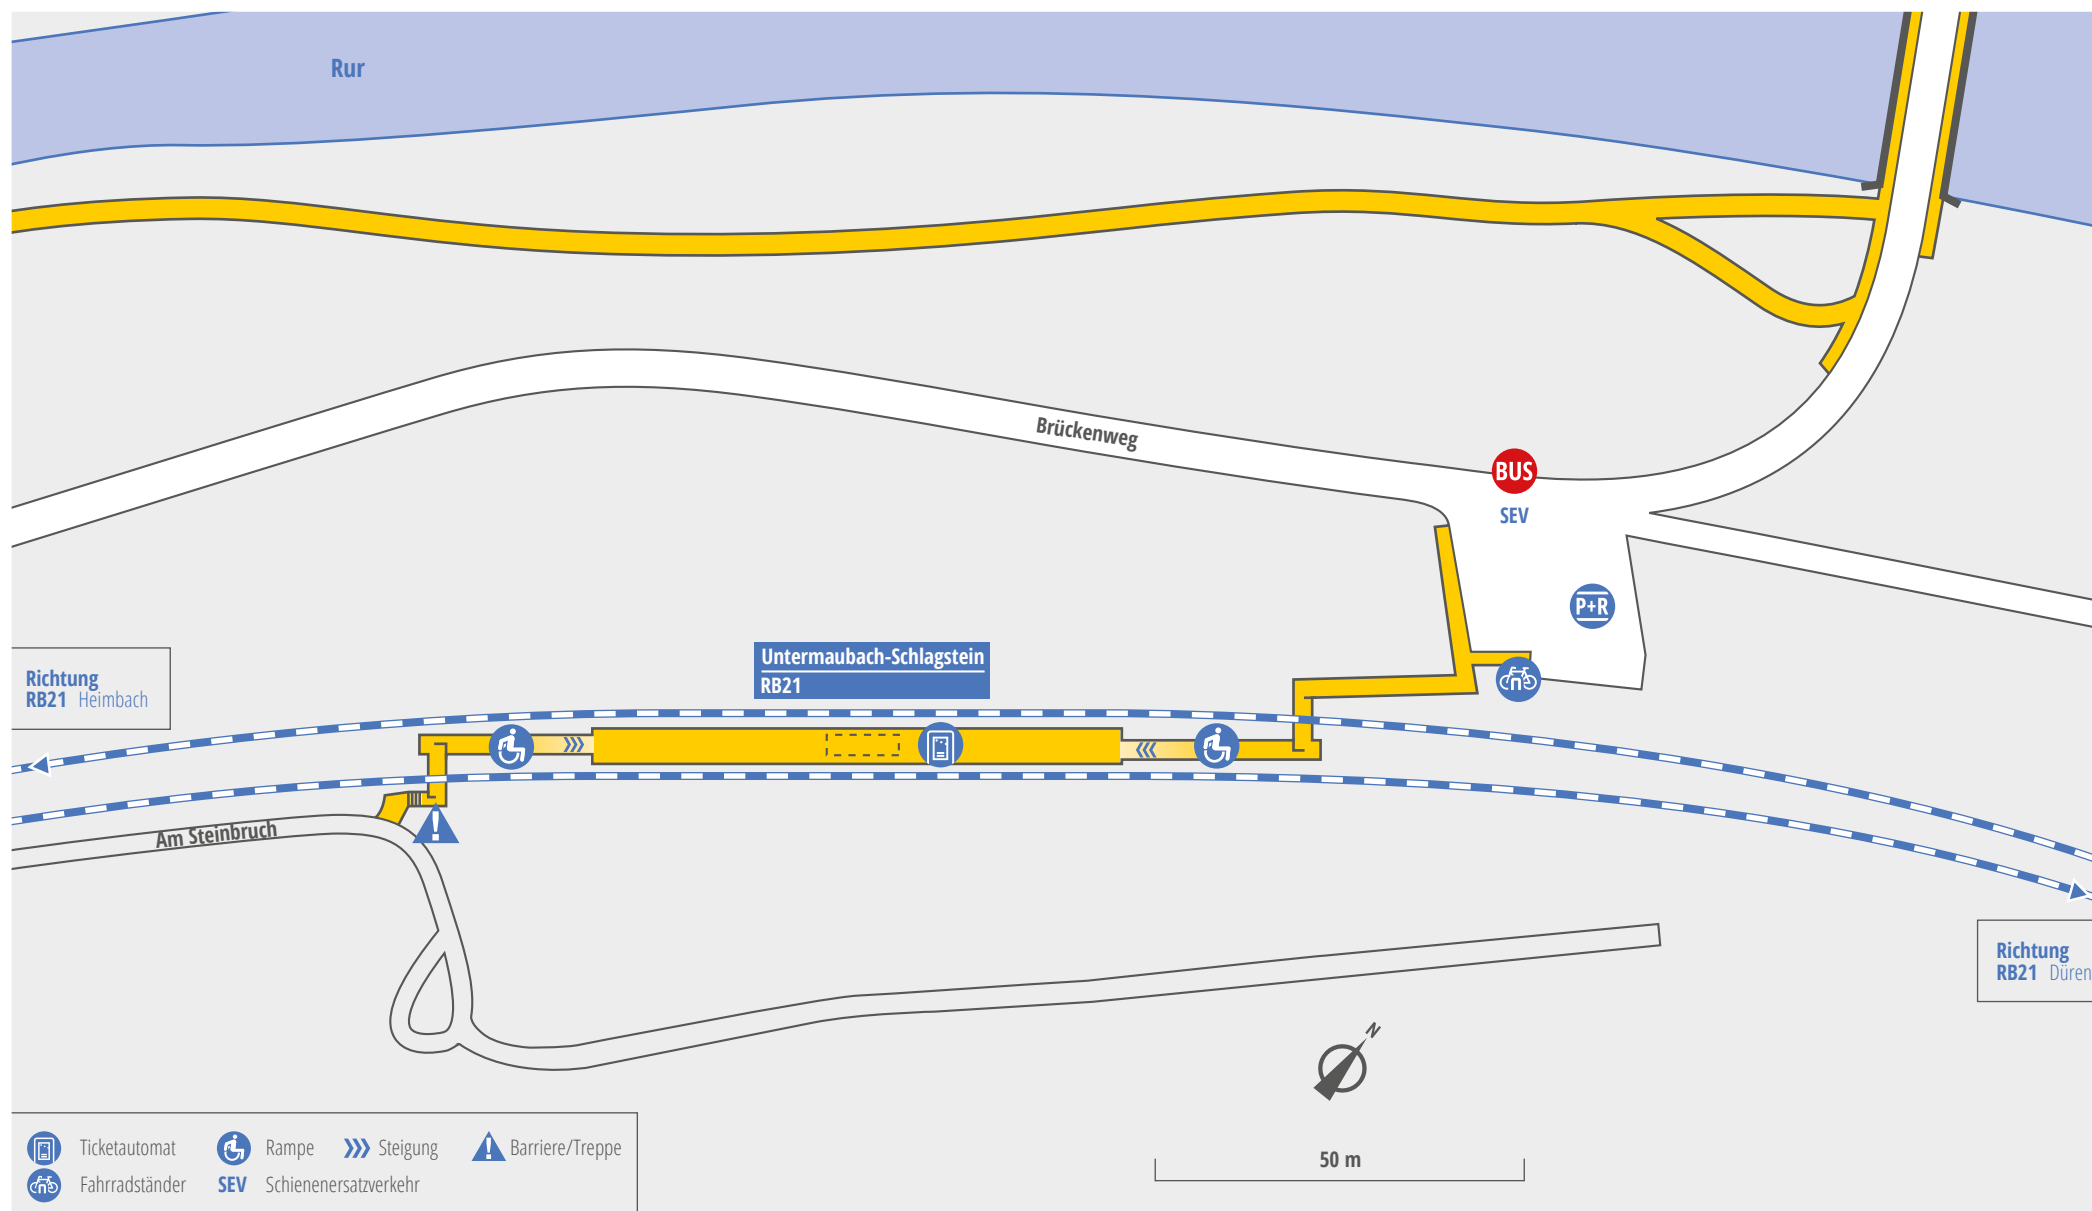 Rur
Brückenweg
BUS
SEV
P+R
Untermaubach-Schlagstein
RB21
Richtung
RB21 Heimbach
Am Steinbruch
Richtung
RB21 Düren
N
50 m
Ticketautomat
Rampe
Steigung
Barriere/Treppe
Fahrradständer
SEV Schienenersatzverkehr